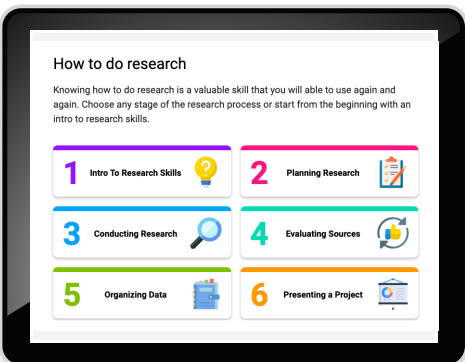 How to do research
Knowing how to do research is a valuable skill that you will able to use again and
again. Choose any stage of the research process or start from the beginning with an
intro to research skills.
1 Intro To Research Skills
2 Planning Research
3 Conducting Research
4 Evaluating Sources
5 Organizing Data
6 Presenting a Project